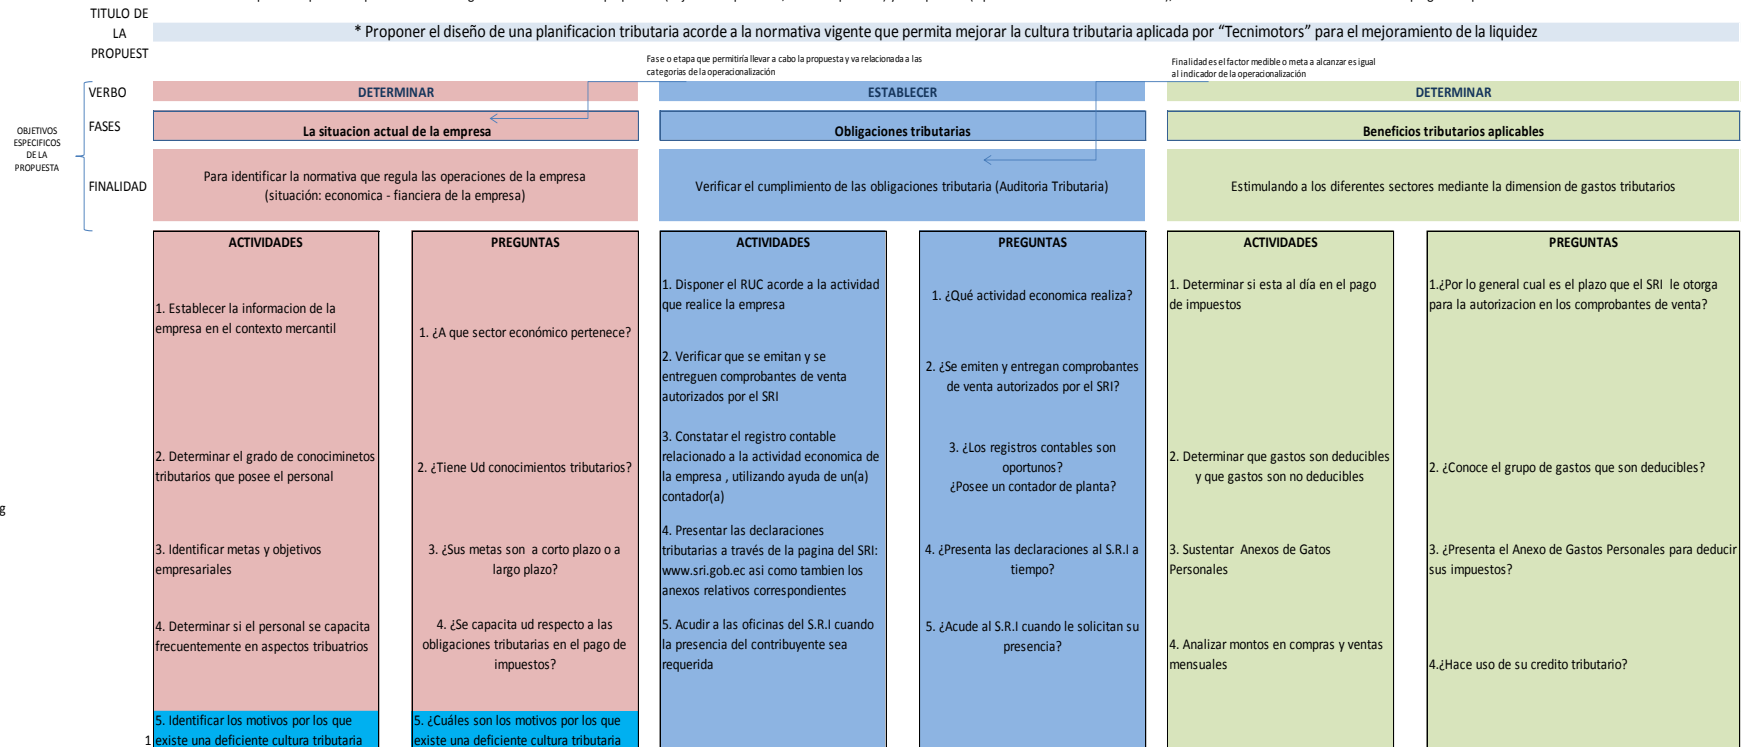 TITULO DE
LA
PROPUEST
* Proponer el diseño de una planificacion tributaria acorde a la normativa vigente que permita mejorar la cultura tributaria aplicada por “Tecnimotors” para el mejoramiento de la liquidez
Fase o etapa que permitiría llevar a cabo la propuesta y va relacionada a las
categorias de la operacionalización
Finalidad es el factor medible o meta a alcanzar es igual
al indicador de la operacionalización
OBJETIVOS
ESPECIFICOS
DE LA
PROPUESTA
VERBO
DETERMINAR
ESTABLECER
DETERMINAR
FASES
La situacion actual de la empresa
Obligaciones tributarias
Beneficios tributarios aplicables
FINALIDAD
Para identificar la normativa que regula las operaciones de la empresa
(situación: economica - fianciera de la empresa)
Verificar el cumplimiento de las obligaciones tributaria (Auditoria Tributaria)
Estimulando a los diferentes sectores mediante la dimension de gastos tributarios
ACTIVIDADES
1. Establecer la informacion de la
empresa en el contexto mercantil
2. Determinar el grado de conociminetos
tributarios que posee el personal
3. Identificar metas y objetivos
empresariales
4. Determinar si el personal se capacita
frecuentemente en aspectos tribuatrios
5. Identificar los motivos por los que
existe una deficiente cultura tributaria
PREGUNTAS
1. ¿A que sector económico pertenece?
2. ¿Tiene Ud conocimientos tributarios?
3. ¿Sus metas son a corto plazo o a
largo plazo?
4. ¿Se capacita ud respecto a las
obligaciones tributarias en el pago de
impuestos?
5. ¿Cuáles son los motivos por los que
existe una deficiente cultura tributaria
ACTIVIDADES
1. Disponer el RUC acorde a la actividad
que realice la empresa
2. Verificar que se emitan y se
entreguen comprobantes de venta
autorizados por el SRI
3. Constatar el registro contable
relacionado a la actividad economica de
la empresa , utilizando ayuda de un(a)
contador(a)
4. Presentar las declaraciones
tributarias a través de la pagina del SRI:
www.sri.gob.ec asi como tambien los
anexos relativos correspondientes
5. Acudir a las oficinas del S.R.I cuando
la presencia del contribuyente sea
requerida
PREGUNTAS
1. ¿Qué actividad economica realiza?
2. ¿Se emiten y entregan comprobantes
de venta autorizados por el SRI?
3. ¿Los registros contables son
oportunos?
¿Posee un contador de planta?
4. ¿Presenta las declaraciones al S.R.I a
tiempo?
5. ¿Acude al S.R.I cuando le solicitan su
presencia?
ACTIVIDADES
1. Determinar si esta al día en el pago
de impuestos
2. Determinar que gastos son deducibles
y que gastos son no deducibles
3. Sustentar Anexos de Gatos
Personales
4. Analizar montos en compras y ventas
mensuales
PREGUNTAS
1.¿Por lo general cual es el plazo que el SRI le otorga
para la autorizacion en los comprobantes de venta?
2. ¿Conoce el grupo de gastos que son deducibles?
3. ¿Presenta el Anexo de Gastos Personales para deducir
sus impuestos?
4.¿Hace uso de su credito tributario?
g
1